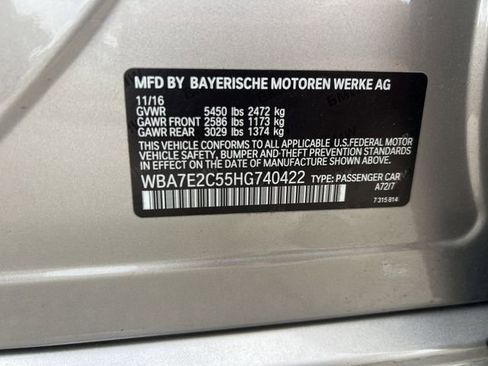 MFD BY BAYERISCHE MOTOREN WERKE AG
11/16
GVWR 5450 lbs 2472 kg
GAWR FRONT 2586 lbs 1173 kg
GAWR REAR 3029 lbs 1374 kg
THIS VEHICLE CONFORMS TO ALL APPLICABLE U.S.FEDERAL MOTOR
VEHICLE SAFETY, BUMPER, AND THEFT PREVENTION STANDARDS
IN EFFECT ON THE DATE OF MANUFACTURE SHOWN ABOVE.
WBA7E2C55HG740422 TYPE: PASSENGER CAR
A72/7
7 315 814